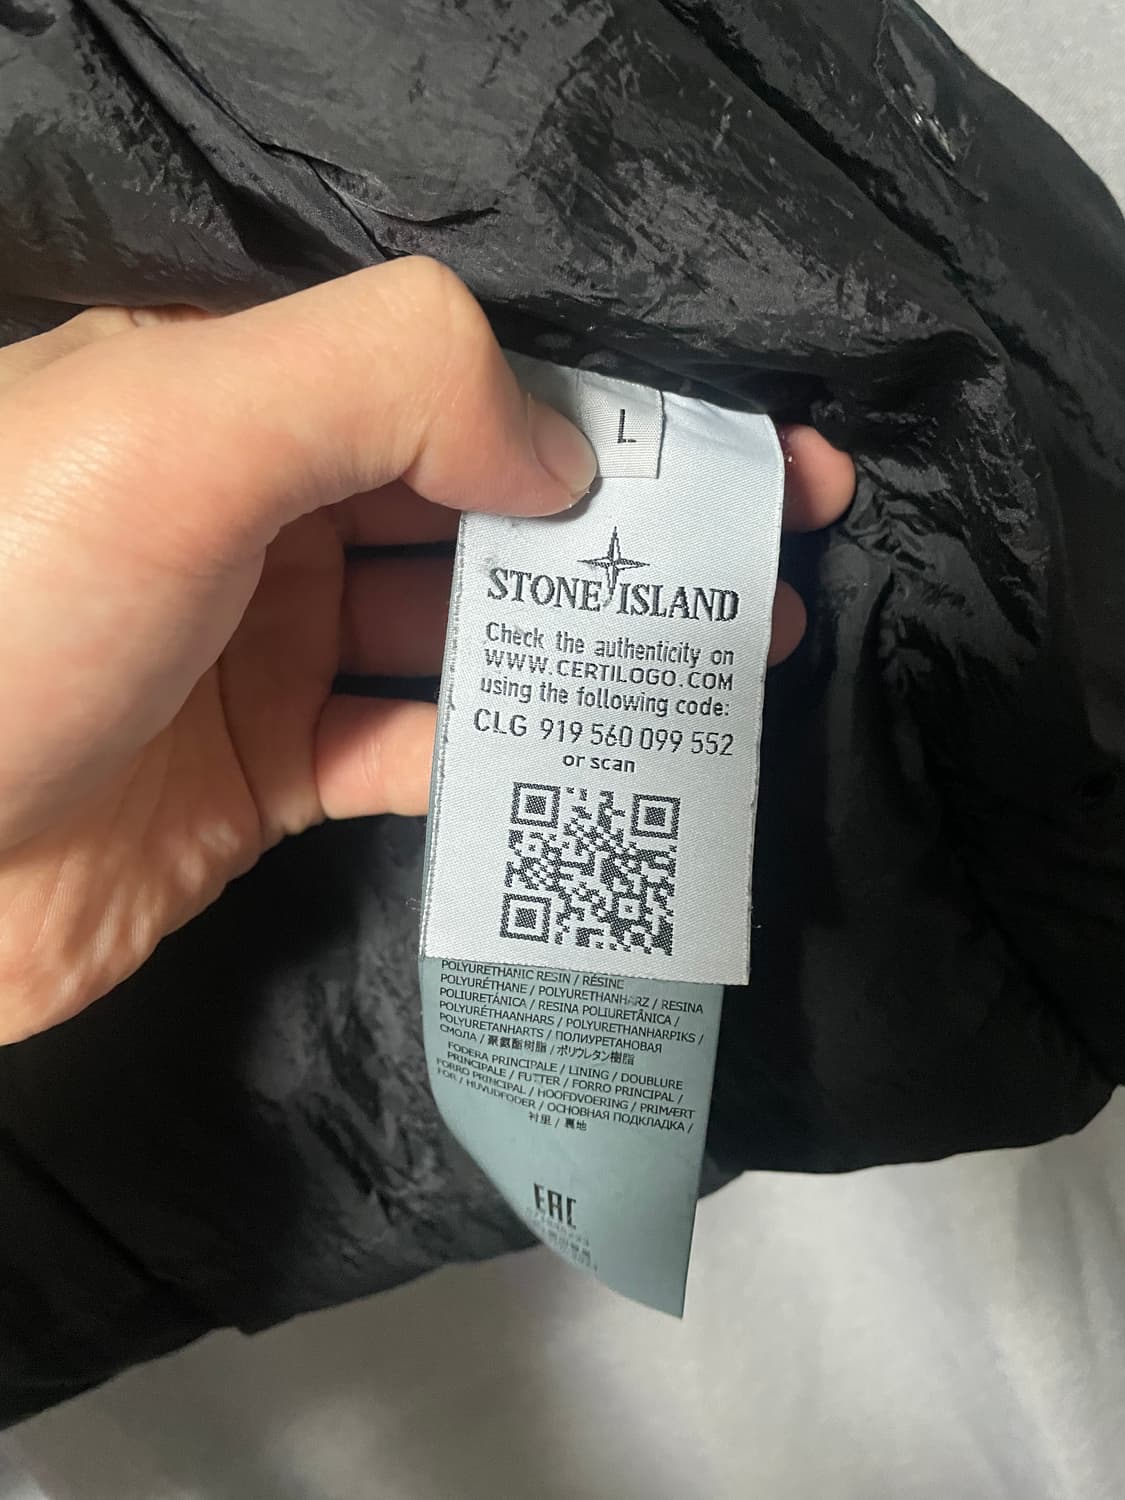 L
STONE ISLAND
Check the authenticity on
WWW.CERTILOGO.COM
using the following code:
CLG 919 560 099 552
or scan
POLYURETHANIC RESIN / RÉSINE
POLYURÉTHANE / POLYURETHANHARZ / RESINA
POLIURETÁNICA / RESINA POLIURETÂNICA /
POLYURÉTHAANHARS / POLYURETHANHARPIKS /
POLYURETANHARTS / ПОЛИУРЕТАНОВАЯ
СМОЛА / 聚氨酯树脂 / ポリウレタン樹脂
FODERA PRINCIPALE / LINING / DOUBLURE
PRINCIPALE / FUTTER / FORRO PRINCIPAL /
FORRO PRINCIPAL / HOOFDVOERING / PRIMÆRT
FOR / HUVUDFODER / ОСНОВНАЯ ПОДКЛАДКА /
衬里 / 裏地
EAC